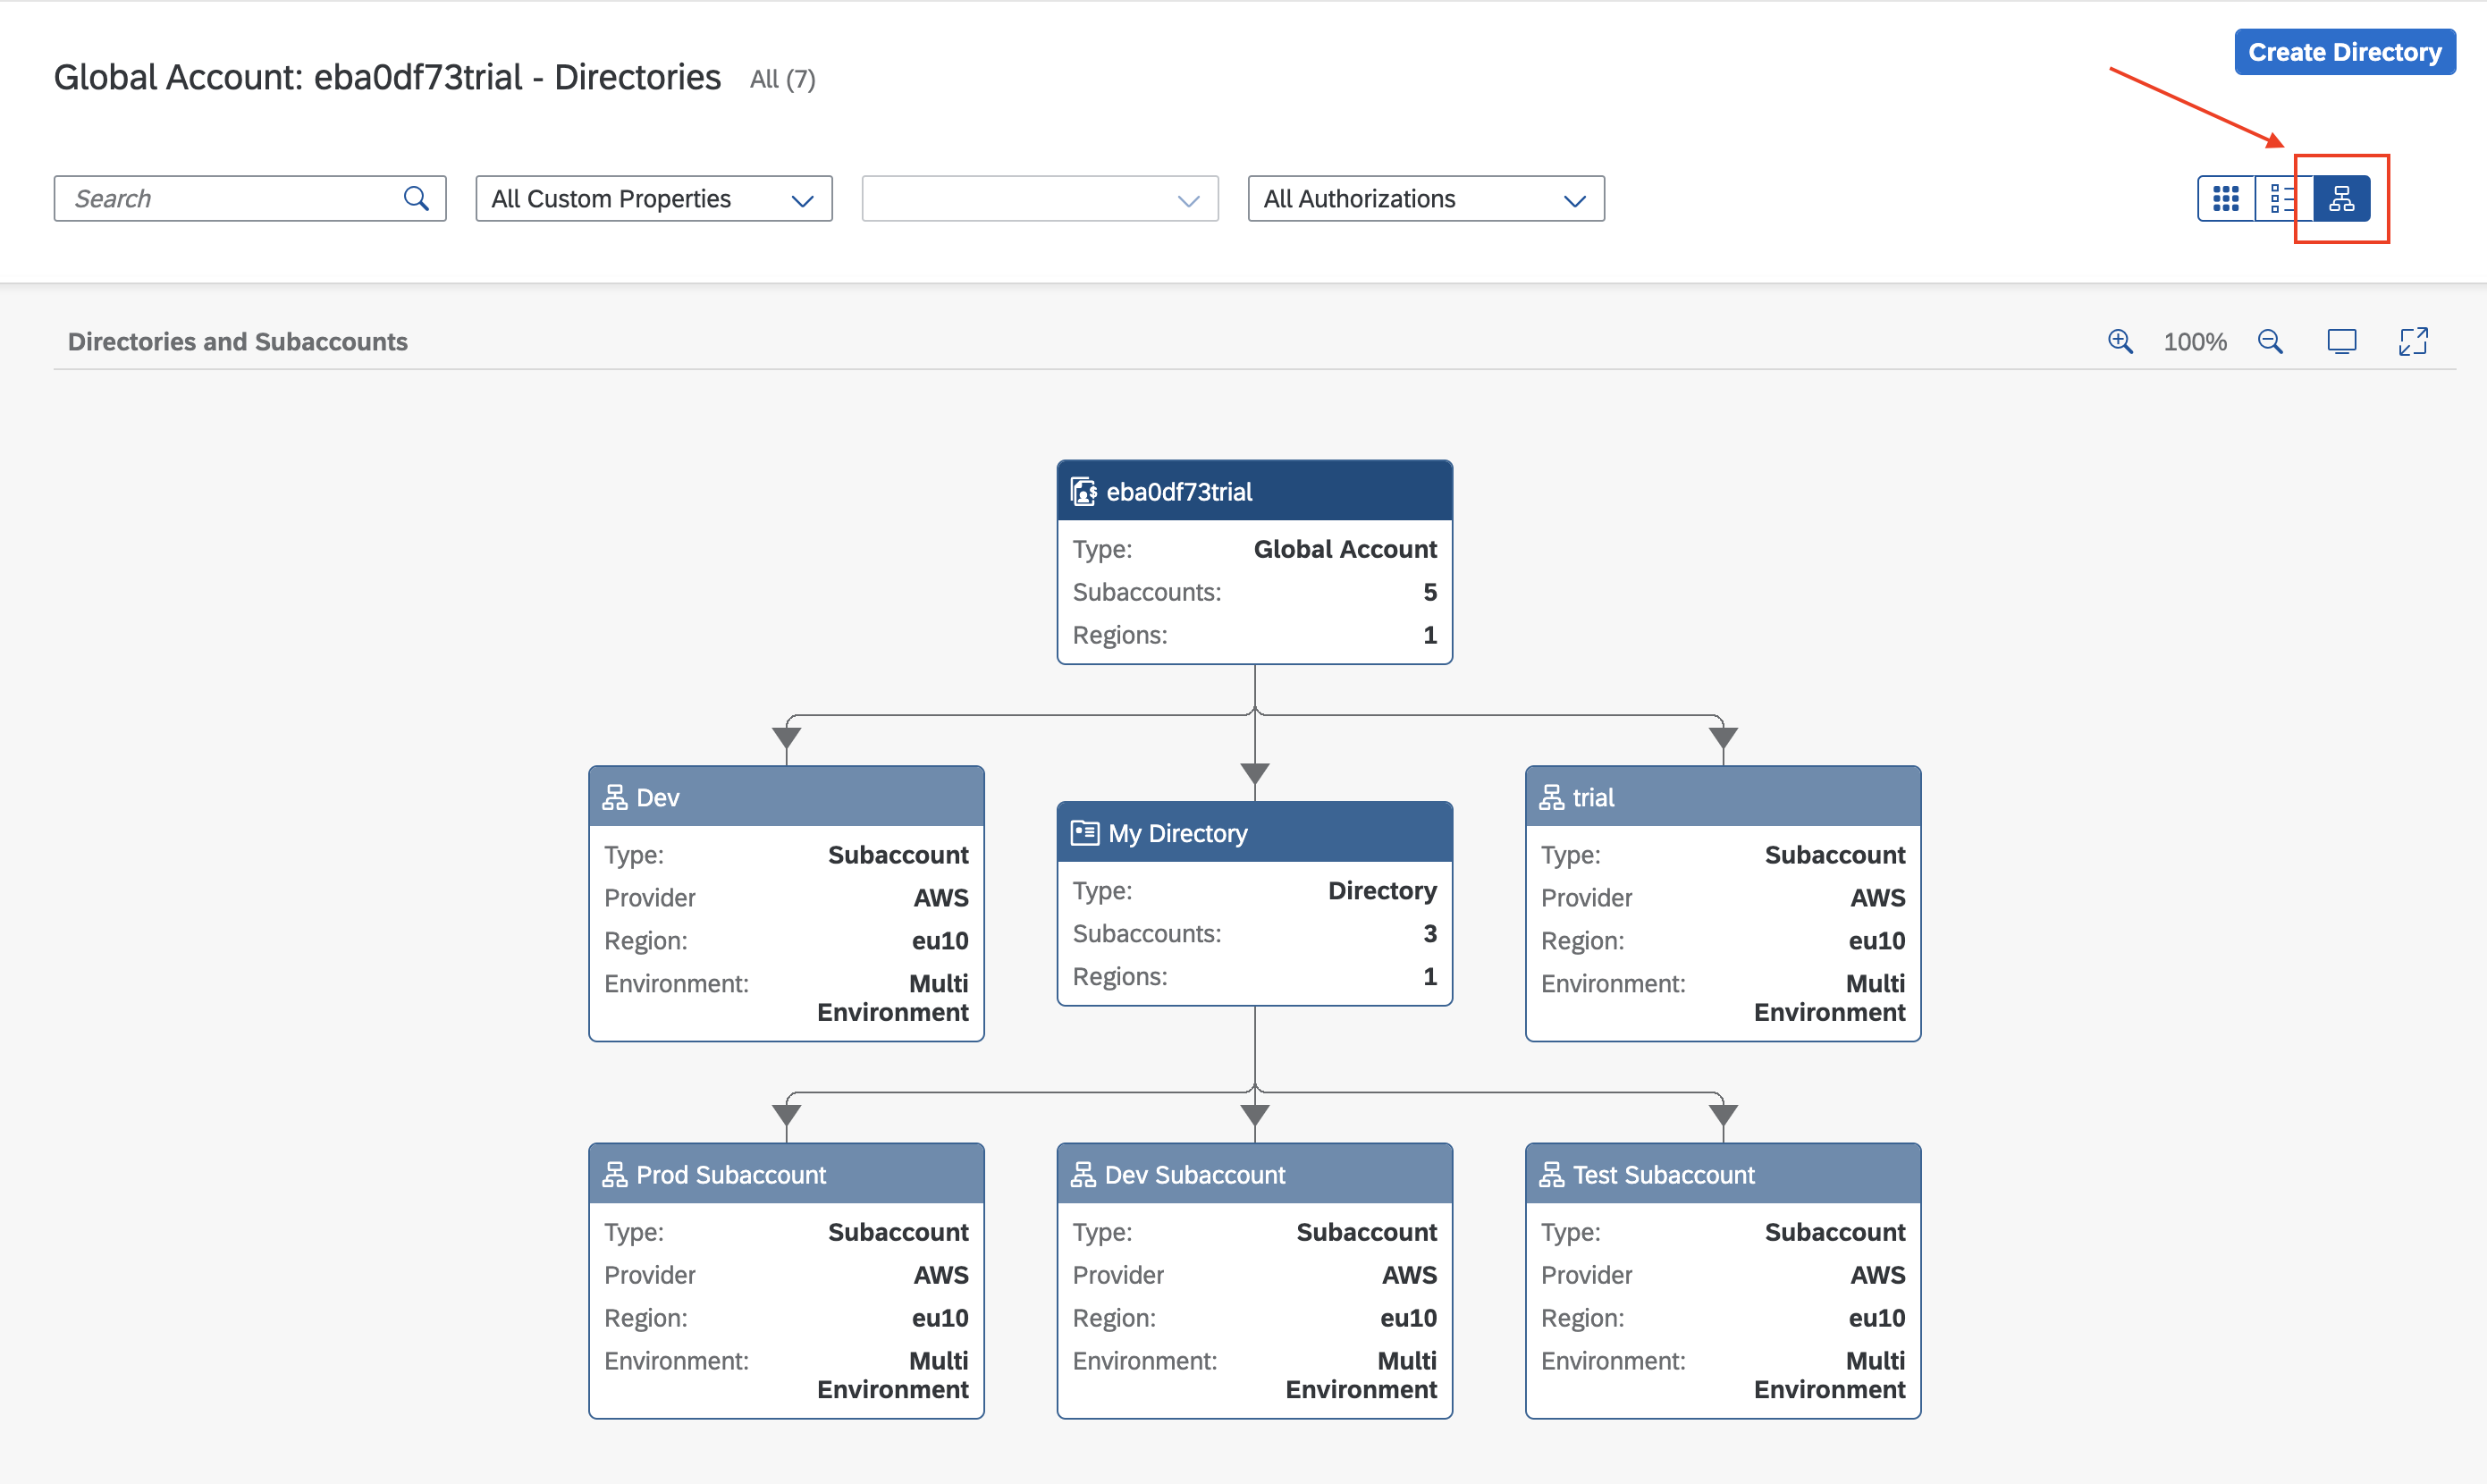 Create Directory
Global Account: eba0df73trial - Directories All (7)
Search
All Custom Properties
All Authorizations
Directories and Subaccounts
100%
eba0df73trial
Type: Global Account
Subaccounts: 5
Regions: 1
Dev
Type: Subaccount
Provider AWS
Region: eu10
Environment: Multi
Environment
My Directory
Type: Directory
Subaccounts: 3
Regions: 1
trial
Type: Subaccount
Provider AWS
Region: eu10
Environment: Multi
Environment
Prod Subaccount
Type: Subaccount
Provider AWS
Region: eu10
Environment: Multi
Environment
Dev Subaccount
Type: Subaccount
Provider AWS
Region: eu10
Environment: Multi
Environment
Test Subaccount
Type: Subaccount
Provider AWS
Region: eu10
Environment: Multi
Environment